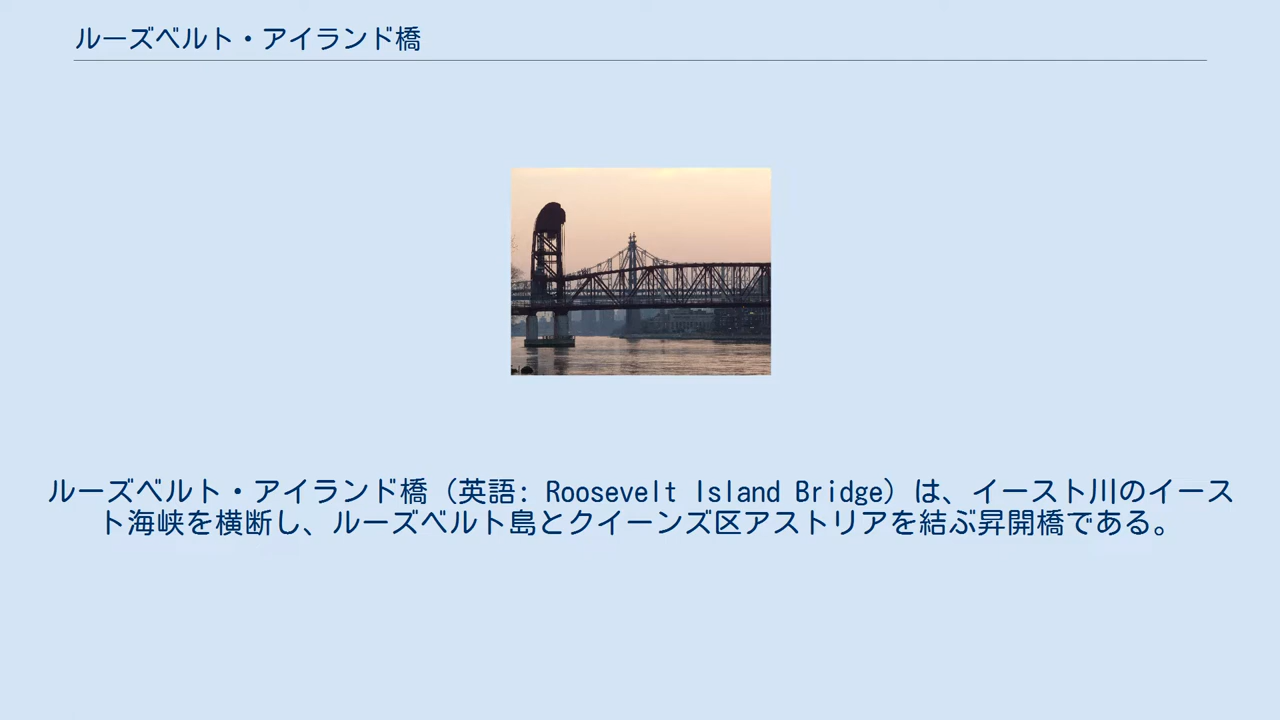 ルーズベルト・アイランド橋
ルーズベルト・アイランド橋（英語: Roosevelt Island Bridge）は、イースト川のイース
ト海峡を横断し、ルーズベルト島とクイーンズ区アストリアを結ぶ昇開橋である。